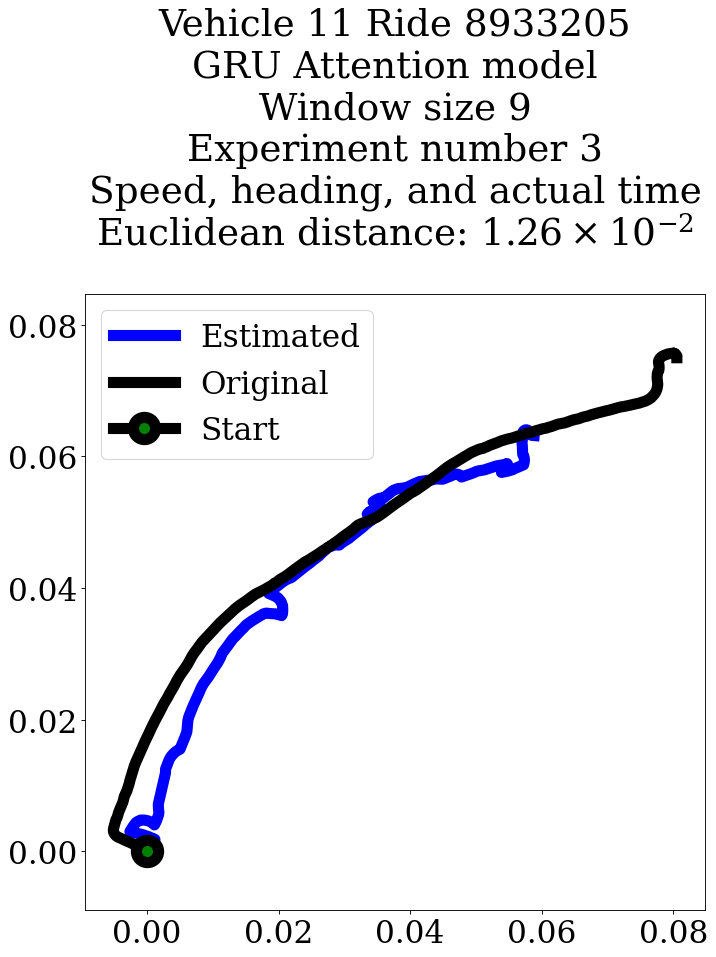 Vehicle 11 Ride 8933205
GRU Attention model
Window size 9
Experiment number 3
Speed, heading, and actual time
Euclidean distance: 1.26 × 10⁻²
Estimated
Original
Start
0.08
0.06
0.04
0.02
0.00
0.00 0.02 0.04 0.06 0.08